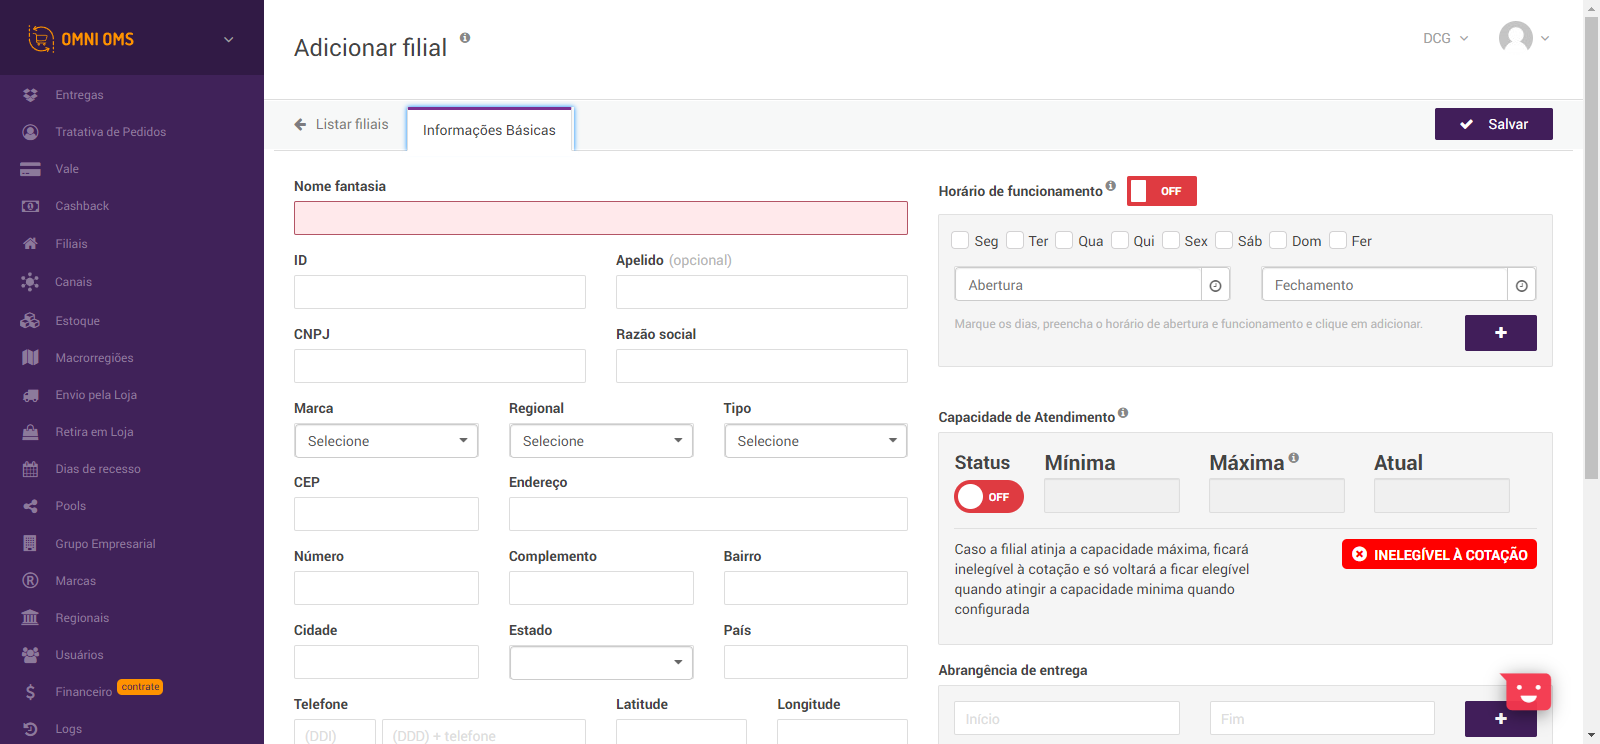 OMNI OMS
Entregas
Tratativa de Pedidos
Vale
Cashback
Filiais
Canais
Estoque
Macrorregiões
Envio pela Loja
Retira em Loja
Dias de recesso
Pools
Grupo Empresarial
Marcas
Regionais
Usuários
Financeiro contrate
Logs
Adicionar filial
DCG
Listar filiais
Informações Básicas
Salvar
Nome fantasia
ID
Apelido (opcional)
CNPJ
Razão social
Marca
Regional
Tipo
Selecione
Selecione
Selecione
CEP
Endereço
Número
Complemento
Bairro
Cidade
Estado
País
Telefone
Latitude
Longitude
(DDI)
(DDD) + telefone
Horário de funcionamento
OFF
Seg
Ter
Qua
Qui
Sex
Sáb
Dom
Fer
Abertura
Fechamento
Marque os dias, preencha o horário de abertura e funcionamento e clique em adicionar.
+
Capacidade de Atendimento
Status
Mínima
Máxima
Atual
OFF
Caso a filial atinja a capacidade máxima, ficará
inelegível à cotação e só voltará a ficar elegível
quando atingir a capacidade minima quando
configurada
INELEGÍVEL À COTAÇÃO
Abrangência de entrega
Início
Fim
+